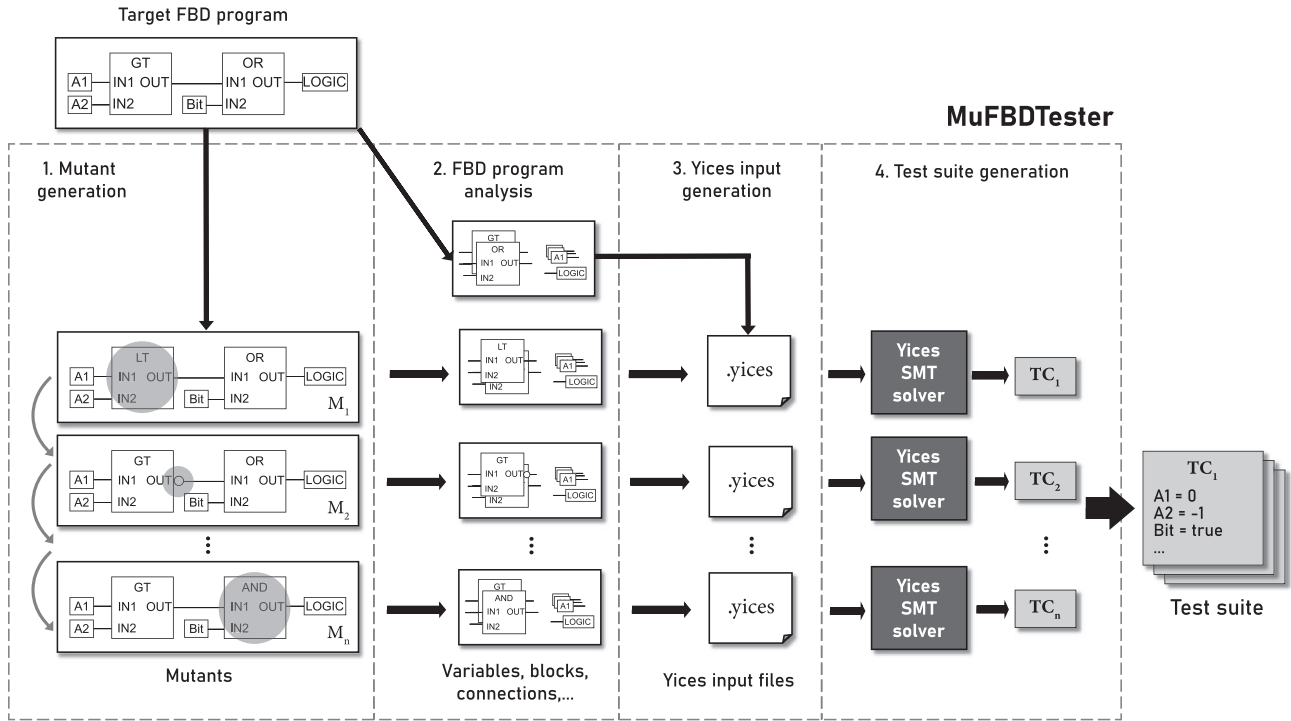 Target FBD program
GT
OR
A1
IN1 OUT
IN1 OUT
LOGIC
A2
IN2
Bit
IN2
MuFBDTester
1. Mutant
generation
2. FBD program
analysis
3. Yices input
generation
4. Test suite generation
GT
OR
IN1 OUT
IN2
A1
LOGIC
LT
OR
A1
IN1 OUT
IN1 OUT
LOGIC
A2
IN2
Bit
IN2
M1
LT
IN1 OUT
IN2
IN2
A1
LOGIC
.yices
Yices
SMT
solver
TC1
GT
OR
A1
IN1 OUT
IN1 OUT
LOGIC
A2
IN2
Bit
IN2
M2
GT
IN1 OUT
IN2
IN2
A1
LOGIC
.yices
Yices
SMT
solver
TC2
GT
AND
A1
IN1 OUT
IN1 OUT
LOGIC
A2
IN2
Bit
IN2
Mn
GT
AND
IN1 OUT
IN2
A1
LOGIC
.yices
Yices
SMT
solver
TCn
TC1
A1 = 0
A2 = -1
Bit = true
...
Test suite
Mutants
Variables, blocks,
connections,...
Yices input files